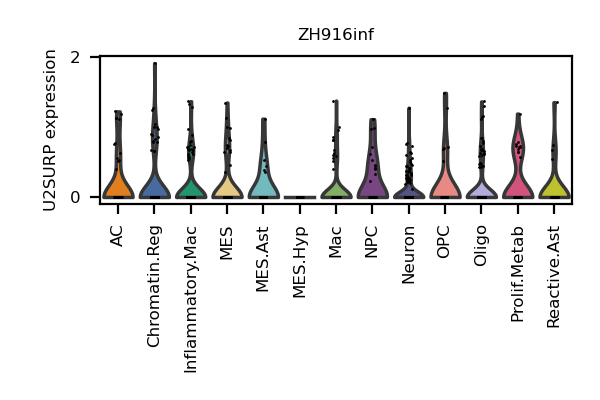 ZH916inf
U2SURP expression
2
0
AC
Chromatin.Reg
Inflammatory.Mac
MES
MES.Ast
MES.Hyp
Mac
NPC
Neuron
OPC
Oligo
Prolif.Metab
Reactive.Ast